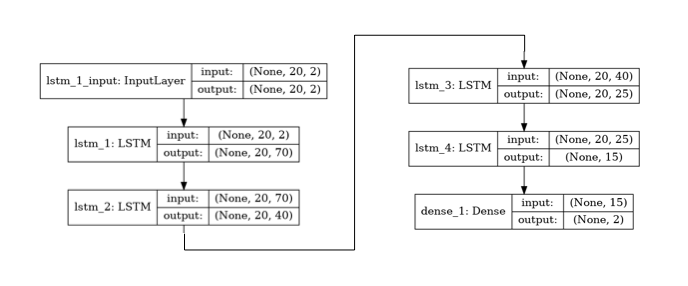 lstm_1_input: InputLayer
input: (None, 20, 2)
output: (None, 20, 2)
lstm_1: LSTM
input: (None, 20, 2)
output: (None, 20, 70)
lstm_2: LSTM
input: (None, 20, 70)
output: (None, 20, 40)
lstm_3: LSTM
input: (None, 20, 40)
output: (None, 20, 25)
lstm_4: LSTM
input: (None, 20, 25)
output: (None, 15)
dense_1: Dense
input: (None, 15)
output: (None, 2)